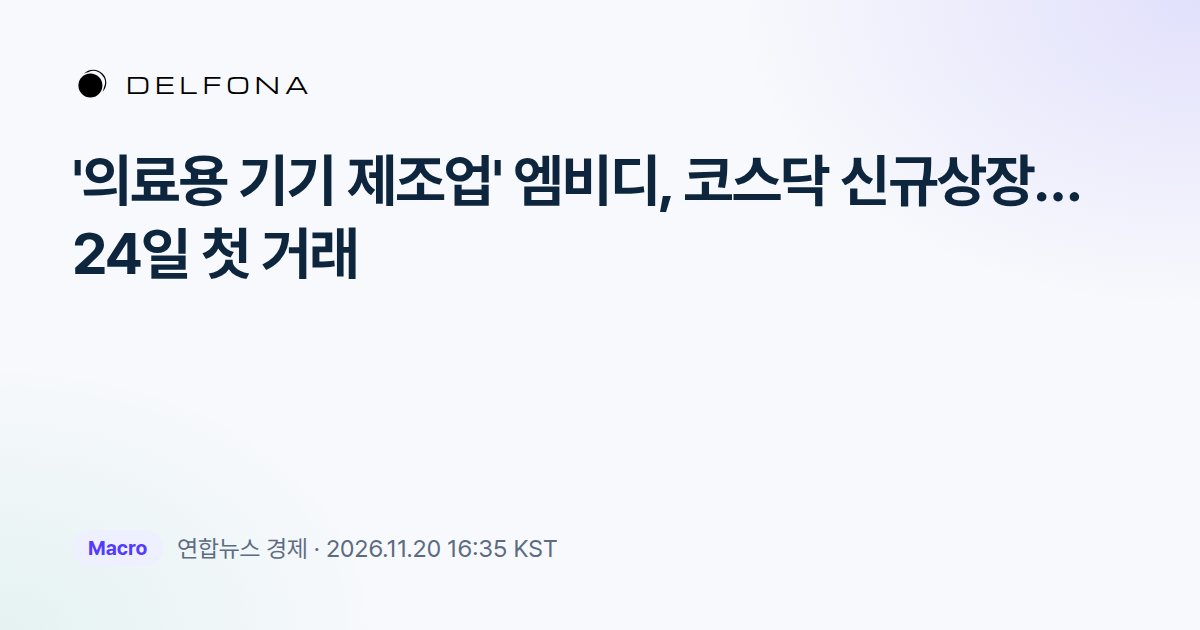 DELFONA
'의료용 기기 제조업' 엠비디, 코스닥 신규상장…
24일 첫 거래
Macro 연합뉴스 경제 · 2026.11.20 16:35 KST